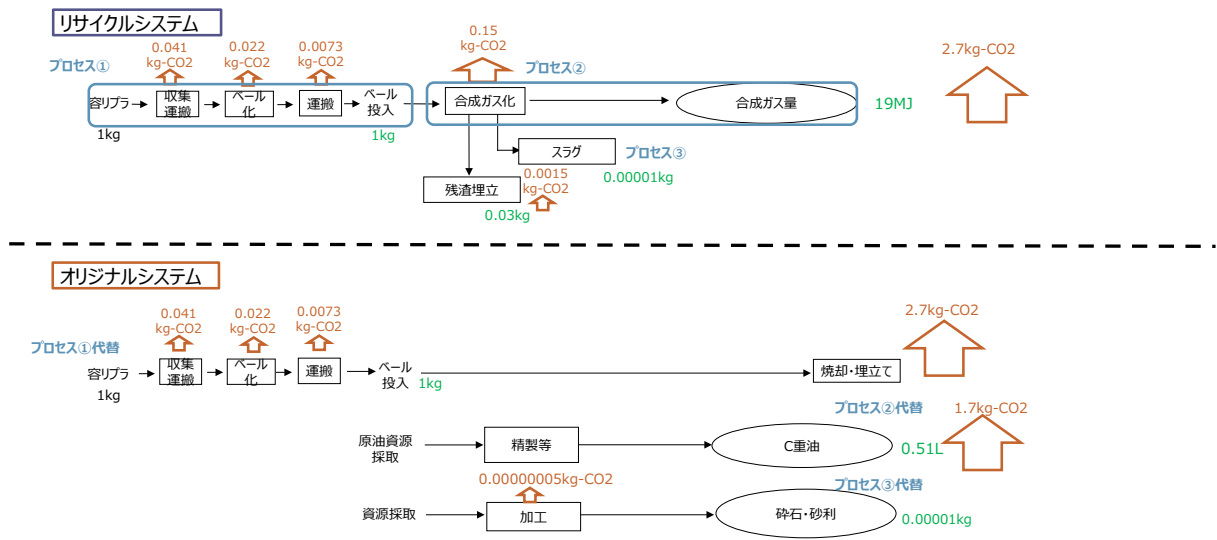 リサイクルシステム
0.041
kg-CO2
0.022
kg-CO2
0.0073
kg-CO2
0.15
kg-CO2
2.7kg-CO2
プロセス①
プロセス②
容リプラ
収集
運搬
ベール
化
運搬
ベール
投入
合成ガス化
合成ガス量
19MJ
1kg
1kg
スラグ
プロセス③
0.00001kg
残渣埋立
0.0015
kg-CO2
0.03kg
オリジナルシステム
0.041
kg-CO2
0.022
kg-CO2
0.0073
kg-CO2
2.7kg-CO2
プロセス①代替
容リプラ
1kg
収集
運搬
ベール
化
運搬
ベール
投入
1kg
焼却・埋立て
プロセス②代替
1.7kg-CO2
原油資源
採取
精製等
C重油
0.51L
0.00000005kg-CO2
プロセス③代替
資源採取
加工
砕石・砂利
0.00001kg